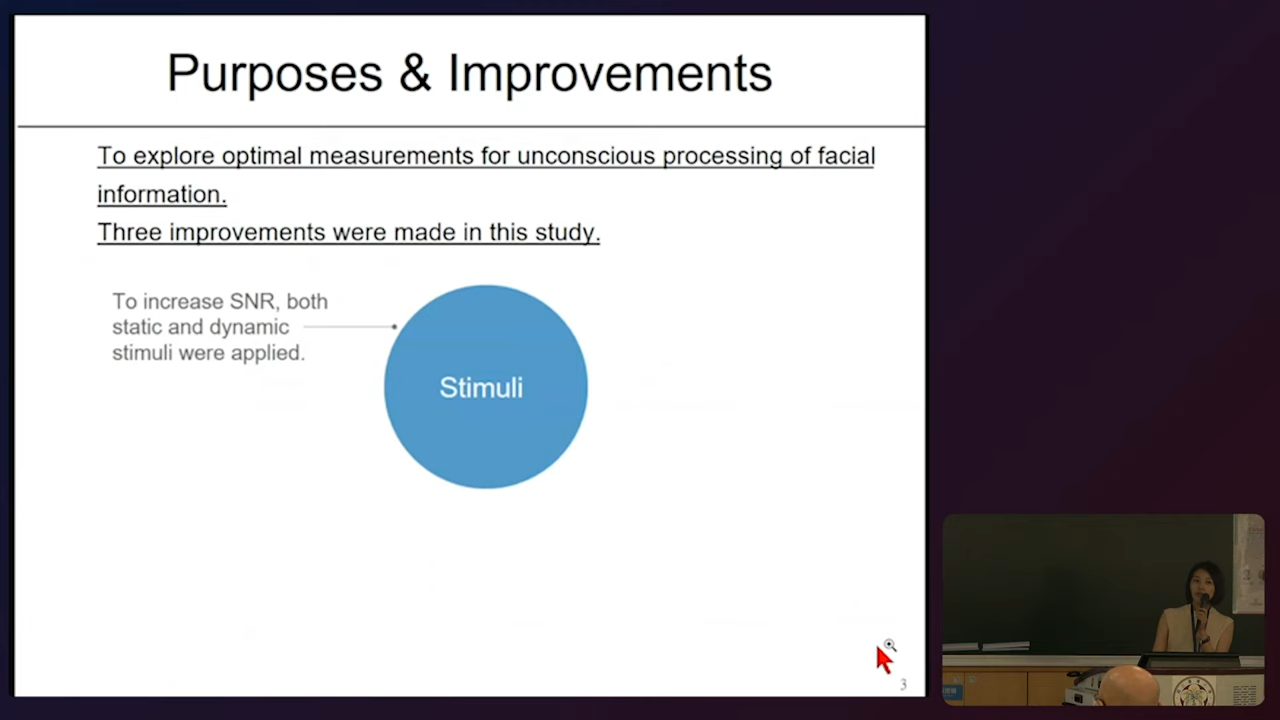 Purposes & Improvements
To explore optimal measurements for unconscious processing of facial
information.
Three improvements were made in this study.
To increase SNR, both
static and dynamic
stimuli were applied.
Stimuli
3